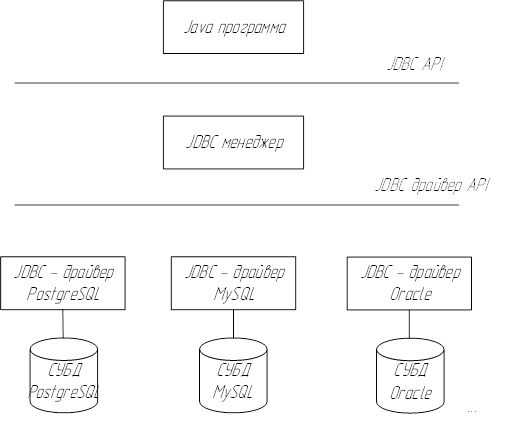 Java программа
JDBC API
JDBC менеджер
JDBC драйвер API
JDBC – драйвер
PostgreSQL
JDBC – драйвер
MySQL
JDBC – драйвер
Oracle
СУБД
PostgreSQL
СУБД
MySQL
СУБД
Oracle
...